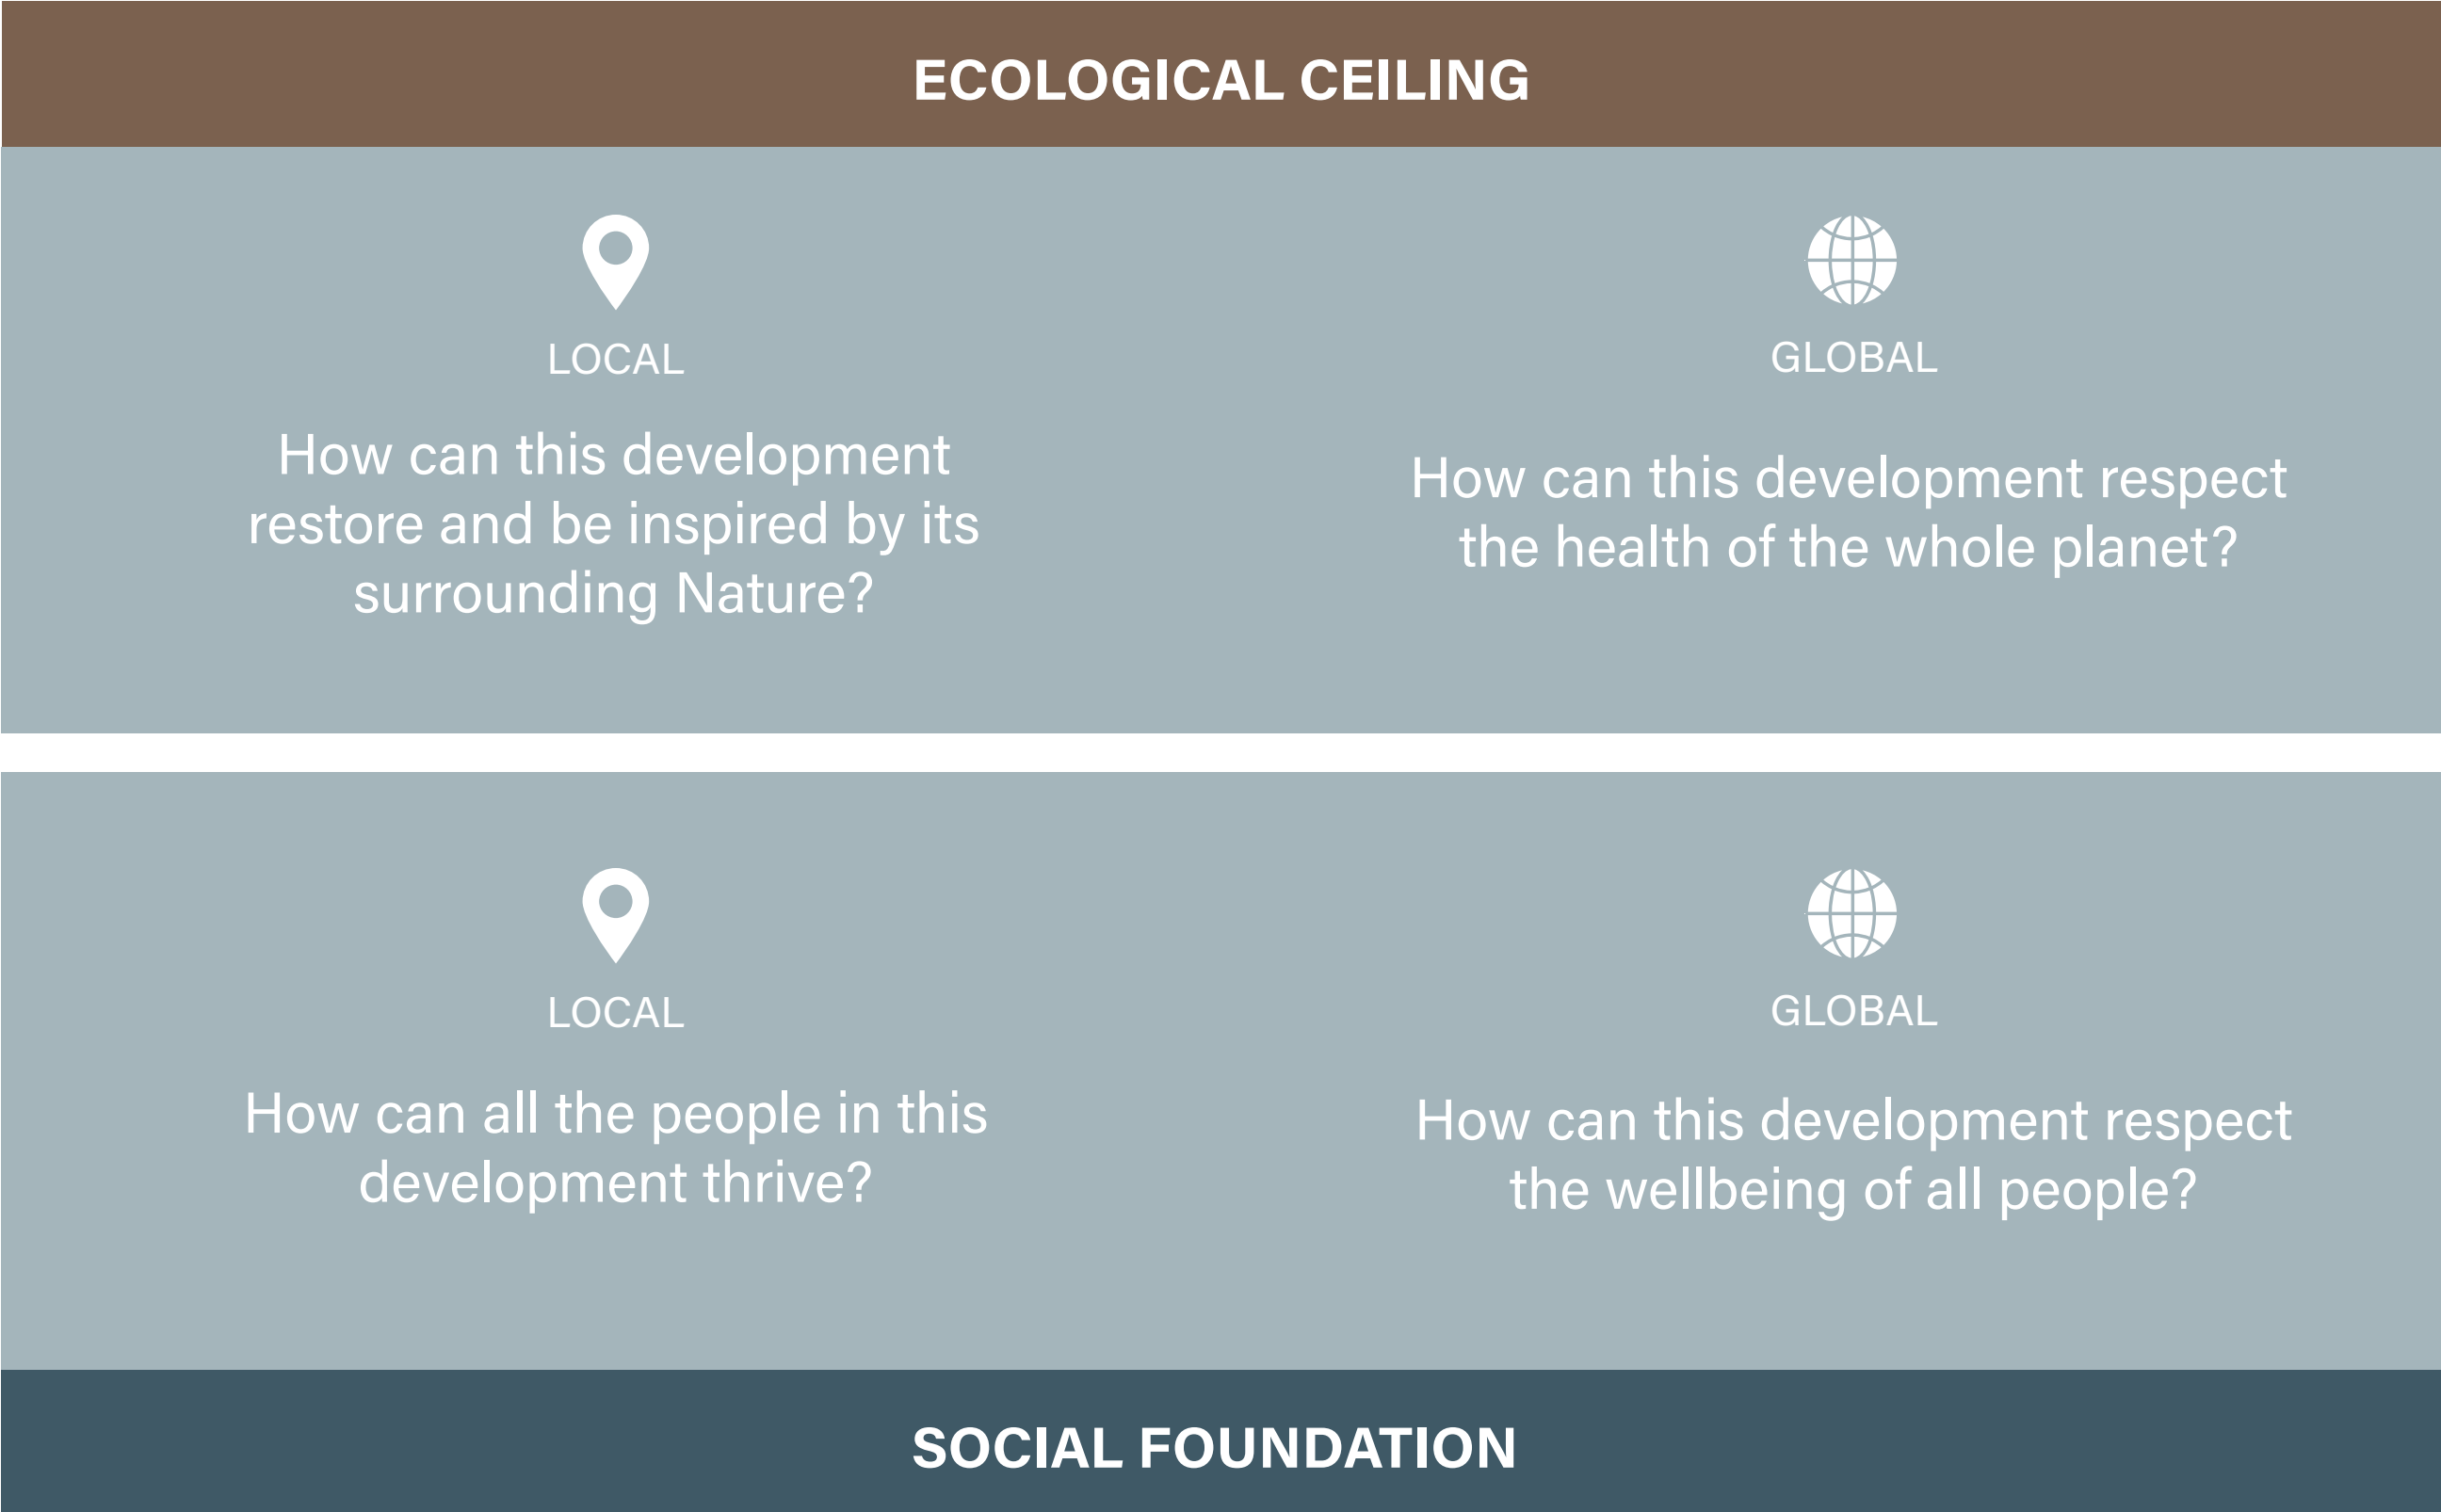 ECOLOGICAL CEILING
LOCAL
How can this development
restore and be inspired by its
surrounding Nature?
GLOBAL
How can this development respect
the health of the whole planet?
LOCAL
How can all the people in this
development thrive?
GLOBAL
How can this development respect
the wellbeing of all people?
SOCIAL FOUNDATION